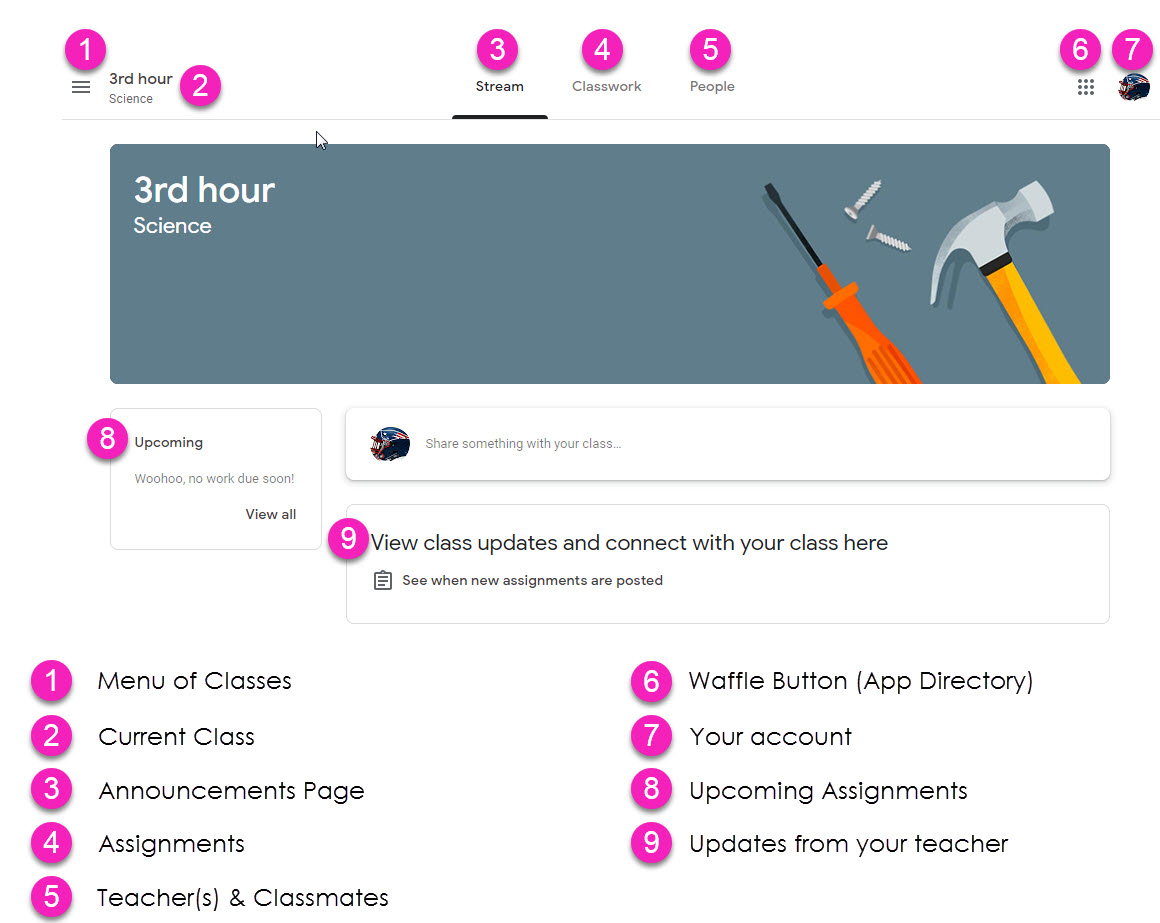 1
3rd hour
Science
2
3
Stream
4
Classwork
5
People
6
7
3rd hour
Science
8
Upcoming
Woohoo, no work due soon!
View all
Share something with your class...
9
View class updates and connect with your class here
See when new assignments are posted
1 Menu of Classes
2 Current Class
3 Announcements Page
4 Assignments
5 Teacher(s) & Classmates
6 Waffle Button (App Directory)
7 Your account
8 Upcoming Assignments
9 Updates from your teacher